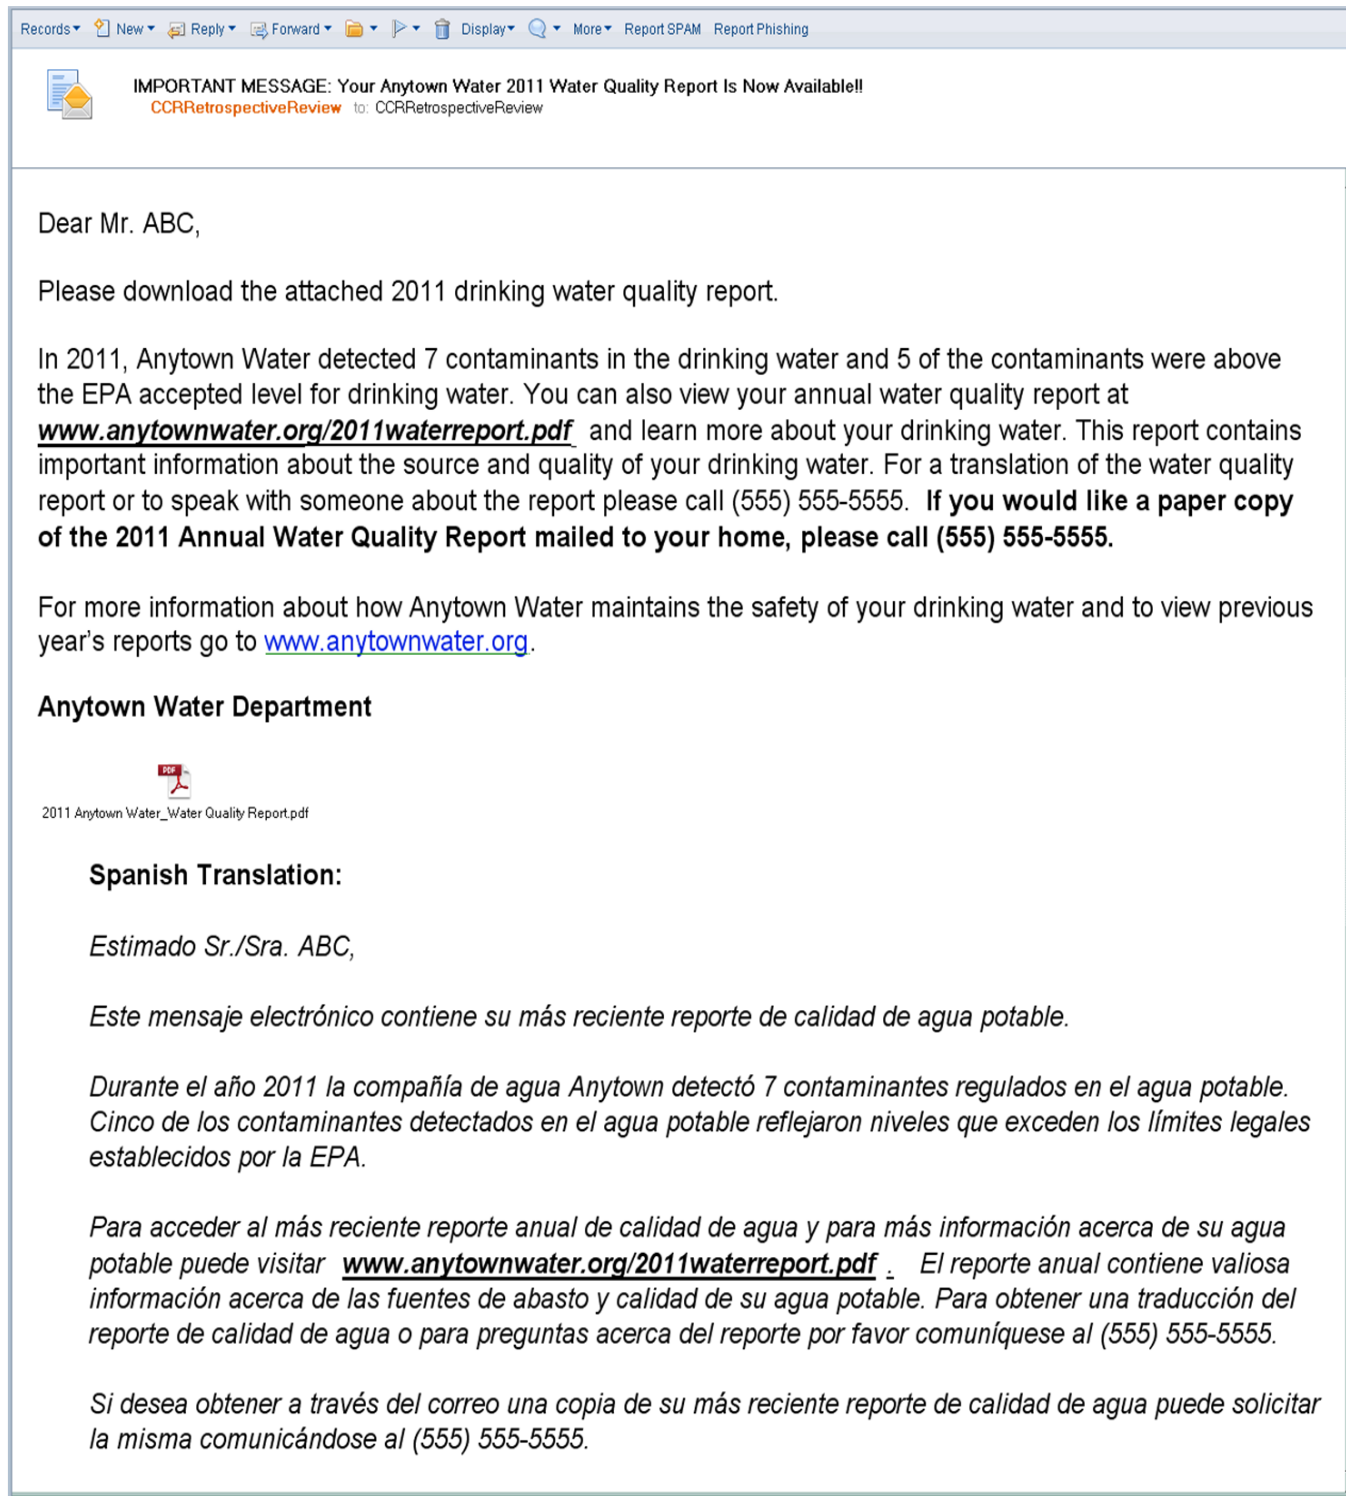 Records New Reply Forward Display More Report SPAM Report Phishing
IMPORTANT MESSAGE: Your Anytown Water 2011 Water Quality Report Is Now Available!!
CCRRetrospectiveReview to: CCRRetrospectiveReview
Dear Mr. ABC,
Please download the attached 2011 drinking water quality report.
In 2011, Anytown Water detected 7 contaminants in the drinking water and 5 of the contaminants were above
the EPA accepted level for drinking water. You can also view your annual water quality report at
www.anytownwater.org/2011waterreport.pdf and learn more about your drinking water. This report contains
important information about the source and quality of your drinking water. For a translation of the water quality
report or to speak with someone about the report please call (555) 555-5555. If you would like a paper copy
of the 2011 Annual Water Quality Report mailed to your home, please call (555) 555-5555.
For more information about how Anytown Water maintains the safety of your drinking water and to view previous
year's reports go to www.anytownwater.org.
Anytown Water Department
PDF
2011 Anytown Water_Water Quality Report.pdf
Spanish Translation:
Estimado Sr./Sra. ABC,
Este mensaje electrónico contiene su más reciente reporte de calidad de agua potable.
Durante el año 2011 la compañía de agua Anytown detectó 7 contaminantes regulados en el agua potable.
Cinco de los contaminantes detectados en el agua potable reflejaron niveles que exceden los límites legales
establecidos por la EPA.
Para acceder al más reciente reporte anual de calidad de agua y para más información acerca de su agua
potable puede visitar www.anytownwater.org/2011waterreport.pdf . El reporte anual contiene valiosa
información acerca de las fuentes de abasto y calidad de su agua potable. Para obtener una traducción del
reporte de calidad de agua o para preguntas acerca del reporte por favor comuníquese al (555) 555-5555.
Si desea obtener a través del correo una copia de su más reciente reporte de calidad de agua puede solicitar
la misma comunicándose al (555) 555-5555.